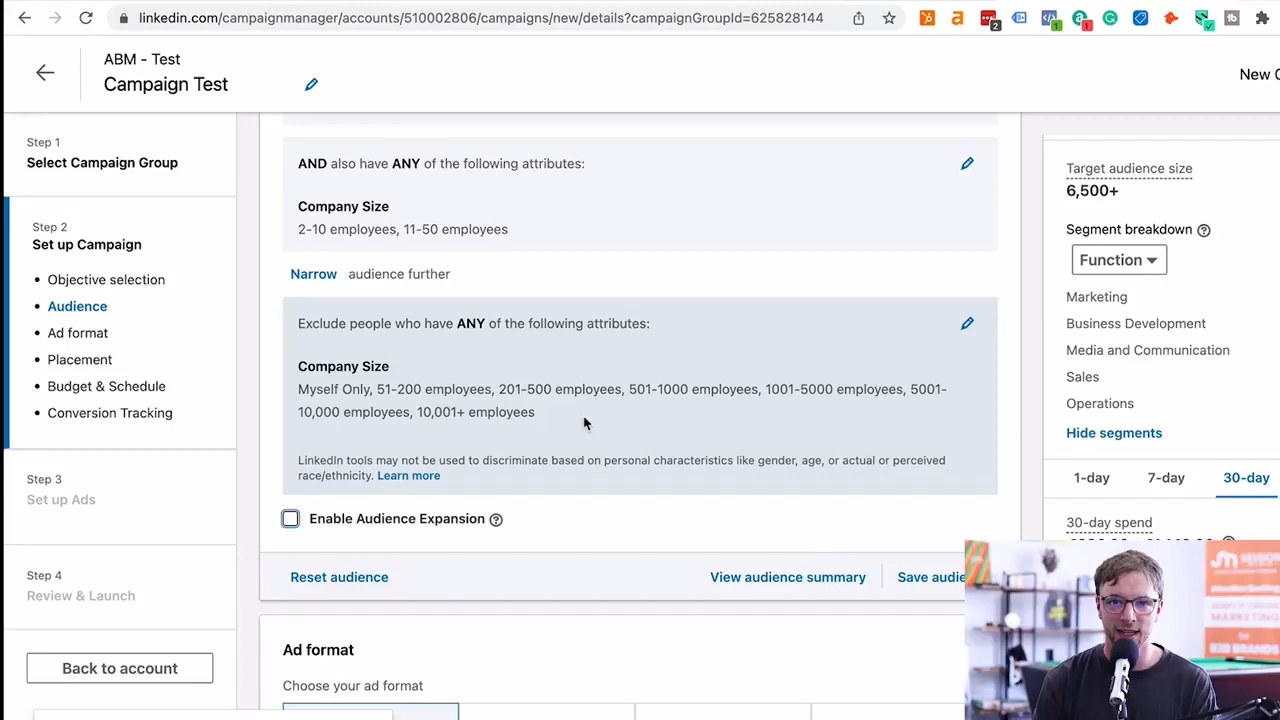 linkedin.com/campaignmanager/accounts/510002806/campaigns/new/details?campaignGroupId=625828144
2
1
1
ABM - Test
Campaign Test
New C
Step 1
Select Campaign Group
Step 2
Set up Campaign
Objective selection
Audience
Ad format
Placement
Budget & Schedule
Conversion Tracking
Step 3
Set up Ads
Step 4
Review & Launch
Back to account
AND also have ANY of the following attributes:
Company Size
2-10 employees, 11-50 employees
Narrow audience further
Exclude people who have ANY of the following attributes:
Company Size
Myself Only, 51-200 employees, 201-500 employees, 501-1000 employees, 1001-5000 employees, 5001-
10,000 employees, 10,001+ employees
LinkedIn tools may not be used to discriminate based on personal characteristics like gender, age, or actual or perceived
race/ethnicity. Learn more
Enable Audience Expansion
Reset audience
View audience summary
Save audie
Ad format
Choose your ad format
Target audience size
6,500+
Segment breakdown
Function
Marketing
Business Development
Media and Communication
Sales
Operations
Hide segments
1-day 7-day 30-day
30-day spend
MARKETING
B2B BRANDS